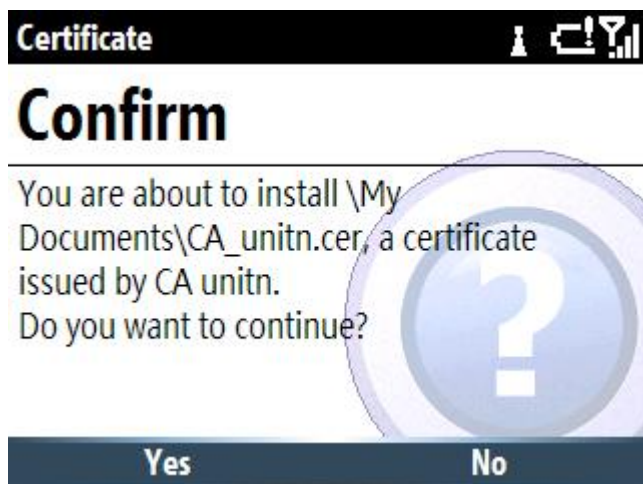 Certificate
Confirm
You are about to install \My
Documents\CA_unitn.cer, a certificate
issued by CA unitn.
Do you want to continue?
Yes No